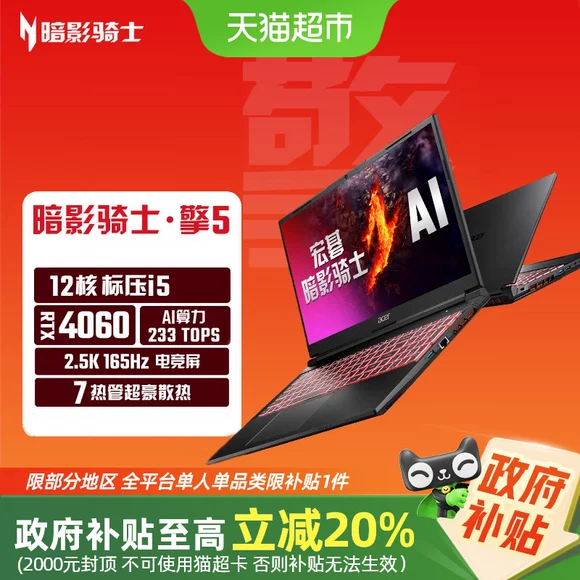 暗影骑士
天猫超市
擎
暗影骑士·擎5
12核 标压i5
RTX 4060
AI算力
233 TOPS
2.5K 165Hz 电竞屏
7热管超豪散热
宏碁
暗影骑士
AI
acer
acer
限部分地区 全平台单人单品类限补贴1件
政府补贴至高 立减20%
(2000元封顶 不可使用猫超卡 否则补贴无法生效)
政府
补贴